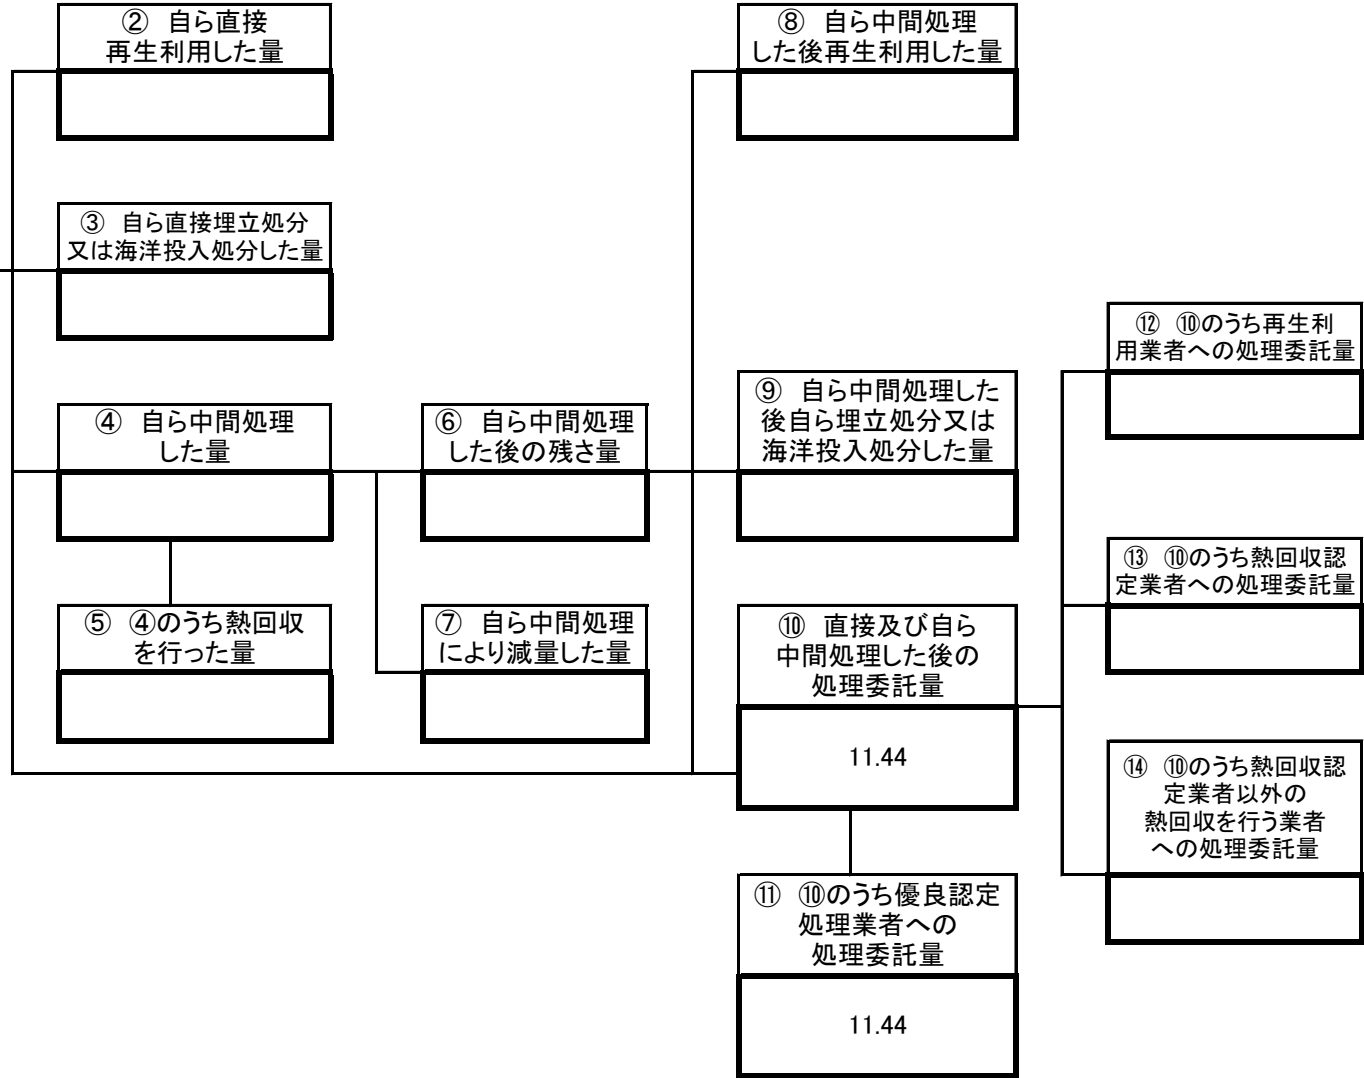 ② 自ら直接
再生利用した量
⑧ 自ら中間処理
した後再生利用した量
③ 自ら直接埋立処分
又は海洋投入処分した量
④ 自ら中間処理
した量
⑥ 自ら中間処理
した後の残さ量
⑨ 自ら中間処理した
後自ら埋立処分又は
海洋投入処分した量
⑫ ⑩のうち再生利
用業者への処理委託量
⑤ ④のうち熱回収
を行った量
⑦ 自ら中間処理
により減量した量
⑩ 直接及び自ら
中間処理した後の
処理委託量
11.44
⑬ ⑩のうち熱回収認
定業者への処理委託量
⑭ ⑩のうち熱回収認
定業者以外の
熱回収を行う業者
への処理委託量
⑪ ⑩のうち優良認定
処理業者への
処理委託量
11.44